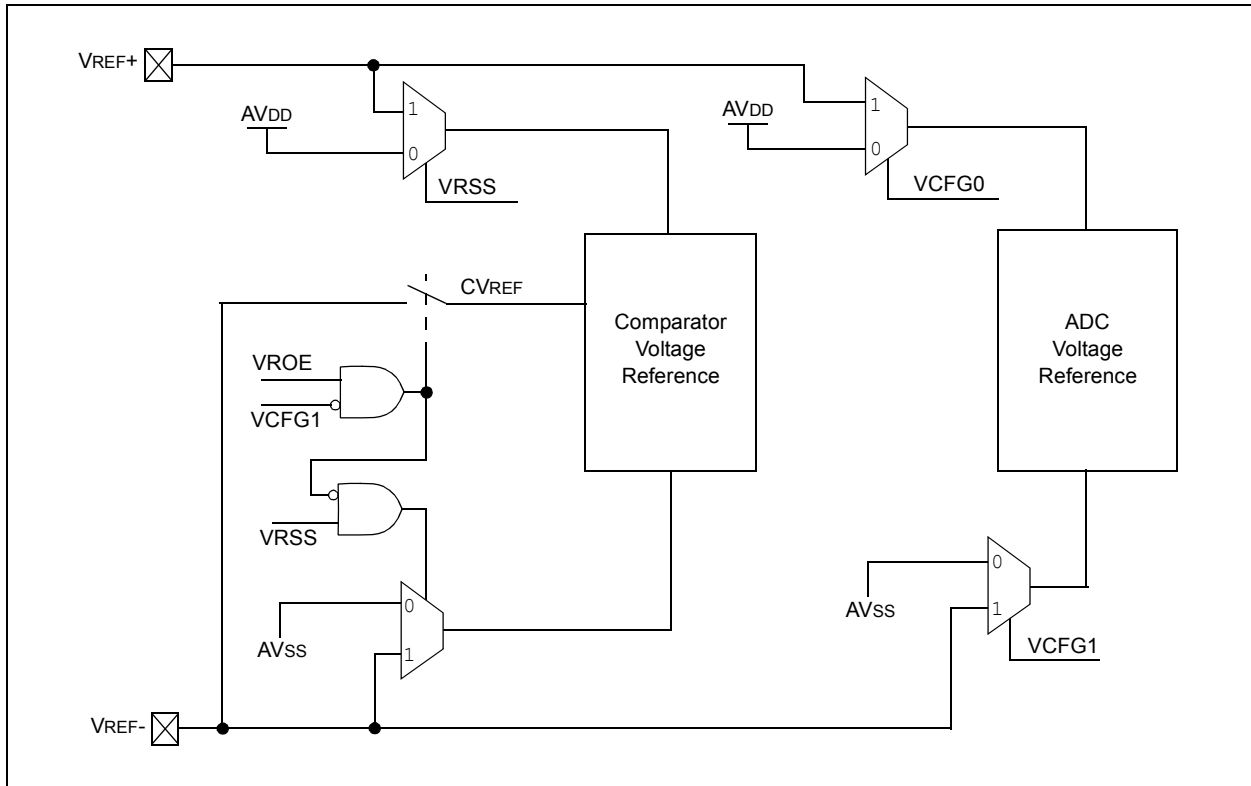 VREF+
AVDD
1
0
VRSS
AVDD
1
0
VCFG0
CVREF
Comparator
Voltage
Reference
ADC
Voltage
Reference
VROE
VCFG1
VRSS
AVSS
0
1
AVSS
0
1
VCFG1
VREF-